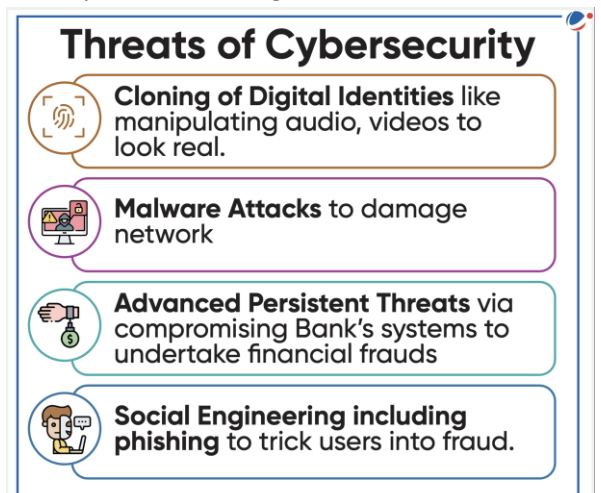 Threats of Cybersecurity
Cloning of Digital Identities like
manipulating audio, videos to
look real.
Malware Attacks to damage
network
Advanced Persistent Threats via
compromising Bank's systems to
undertake financial frauds
Social Engineering including
phishing to trick users into fraud.